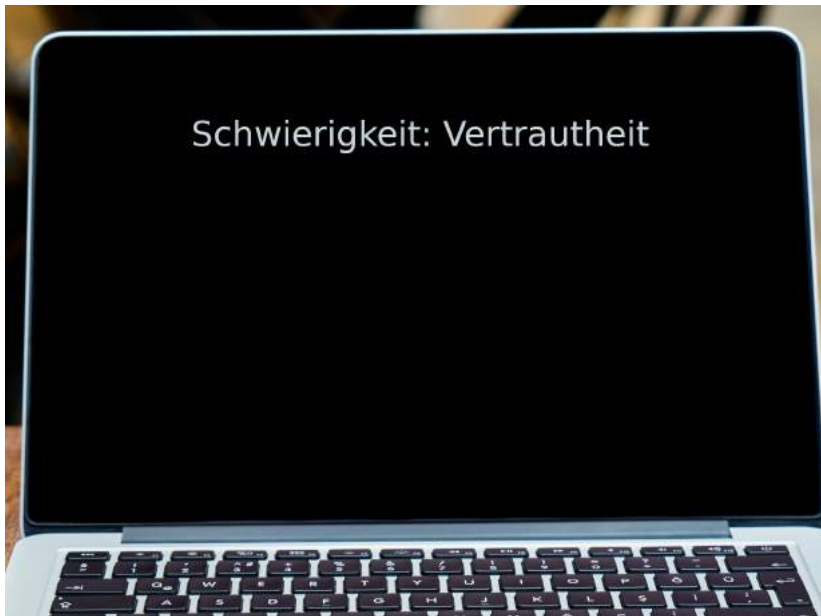 Schwierigkeit: Vertrautheit
Q W E R T Y U I O P Ğ Ü
A S D F G H J K L Ş İ